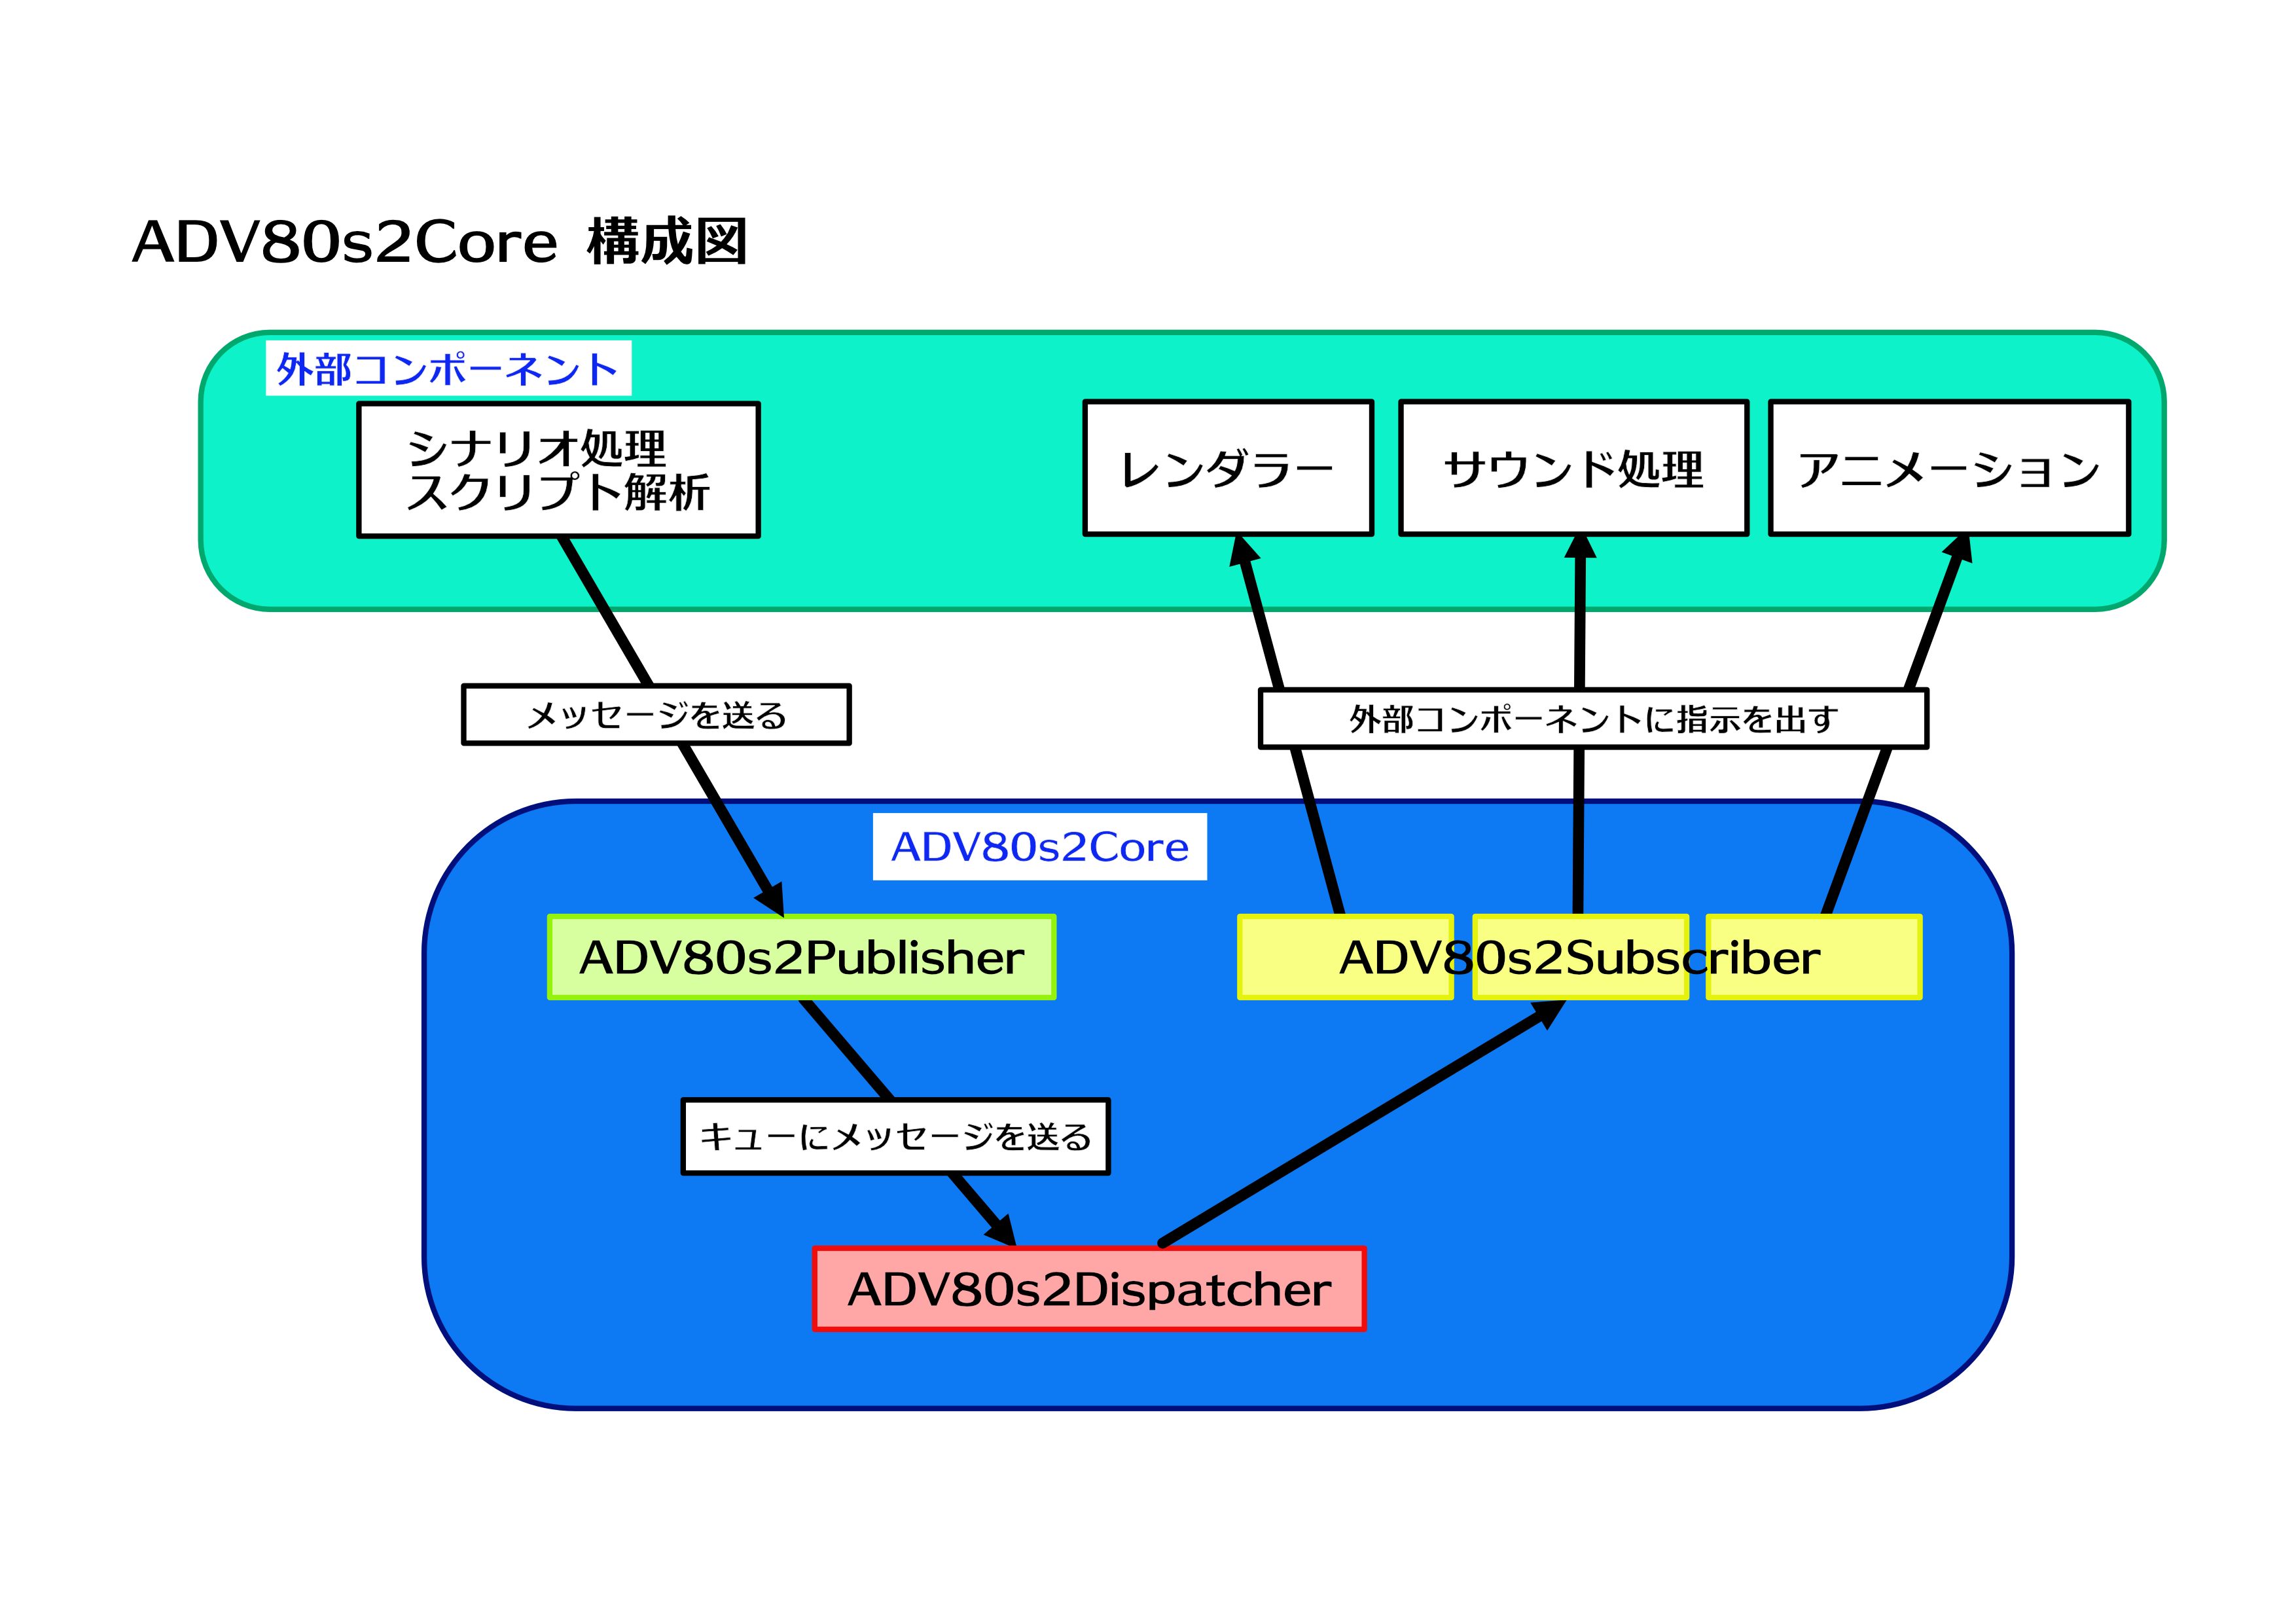 ADV80s2Core 構成図
外部コンポーネント
シナリオ処理
スクリプト解析
レンダラー
サウンド処理
アニメーション
メッセージを送る
外部コンポーネントに指示を出す
ADV80s2Core
ADV80s2Publisher
ADV80s2Subscriber
キューにメッセージを送る
ADV80s2Dispatcher